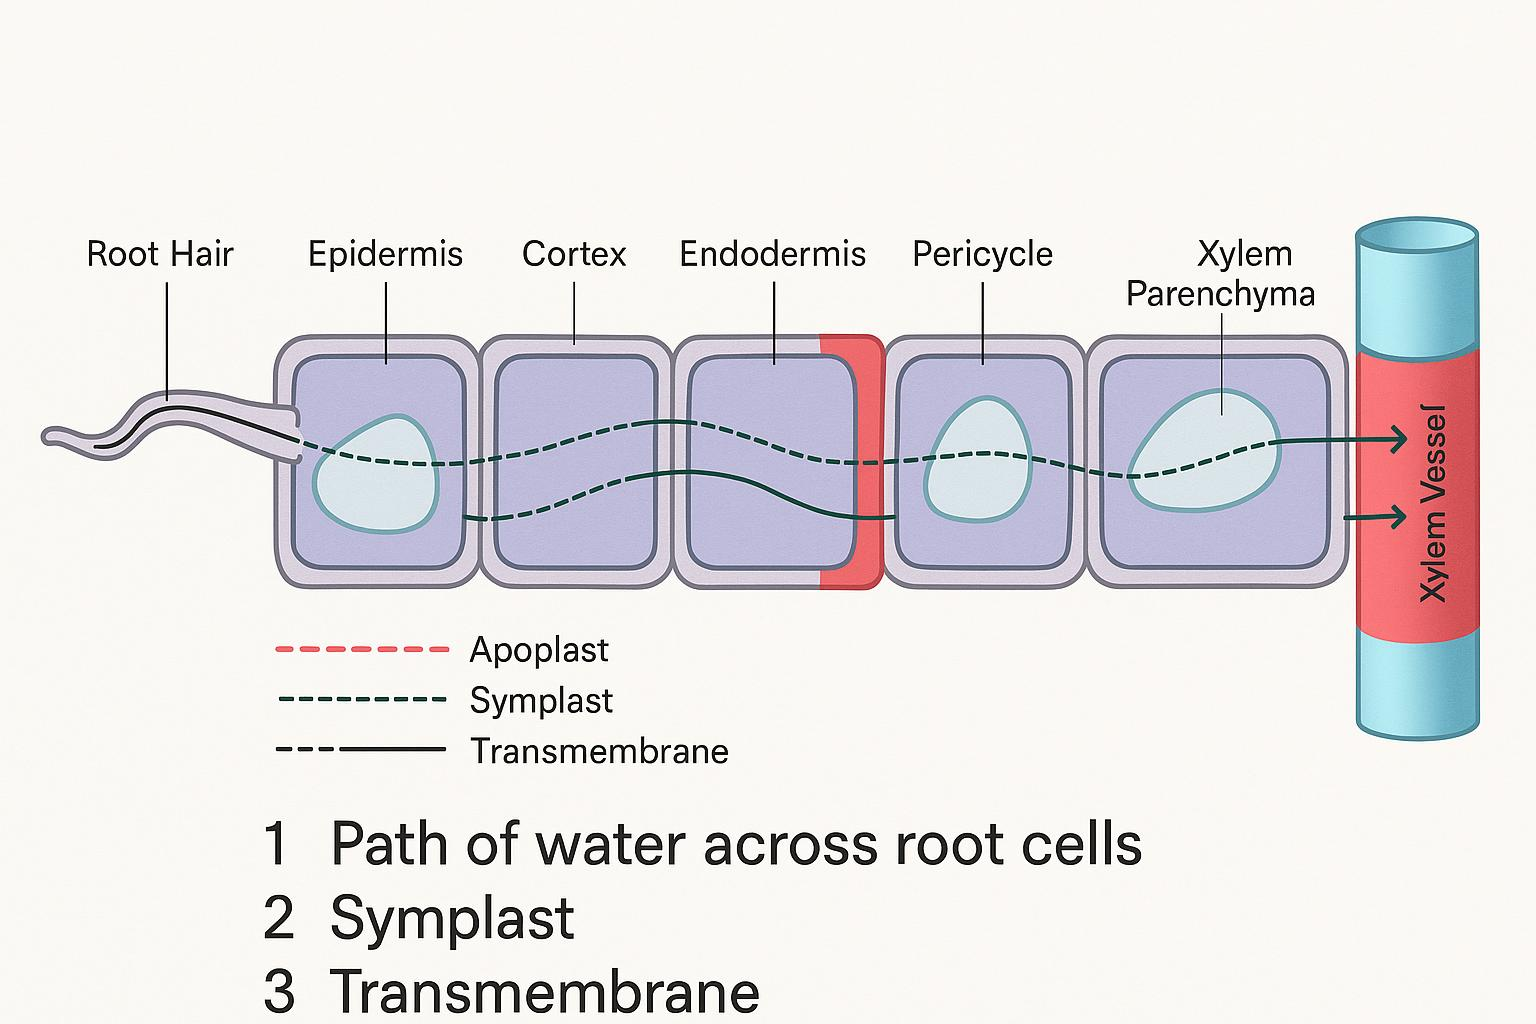 Root Hair
Epidermis
Cortex
Endodermis
Pericycle
Xylem
Parenchyma
Xylem Vessel
Apoplast
Symplast
Transmembrane
1 Path of water across root cells
2 Symplast
3 Transmembrane